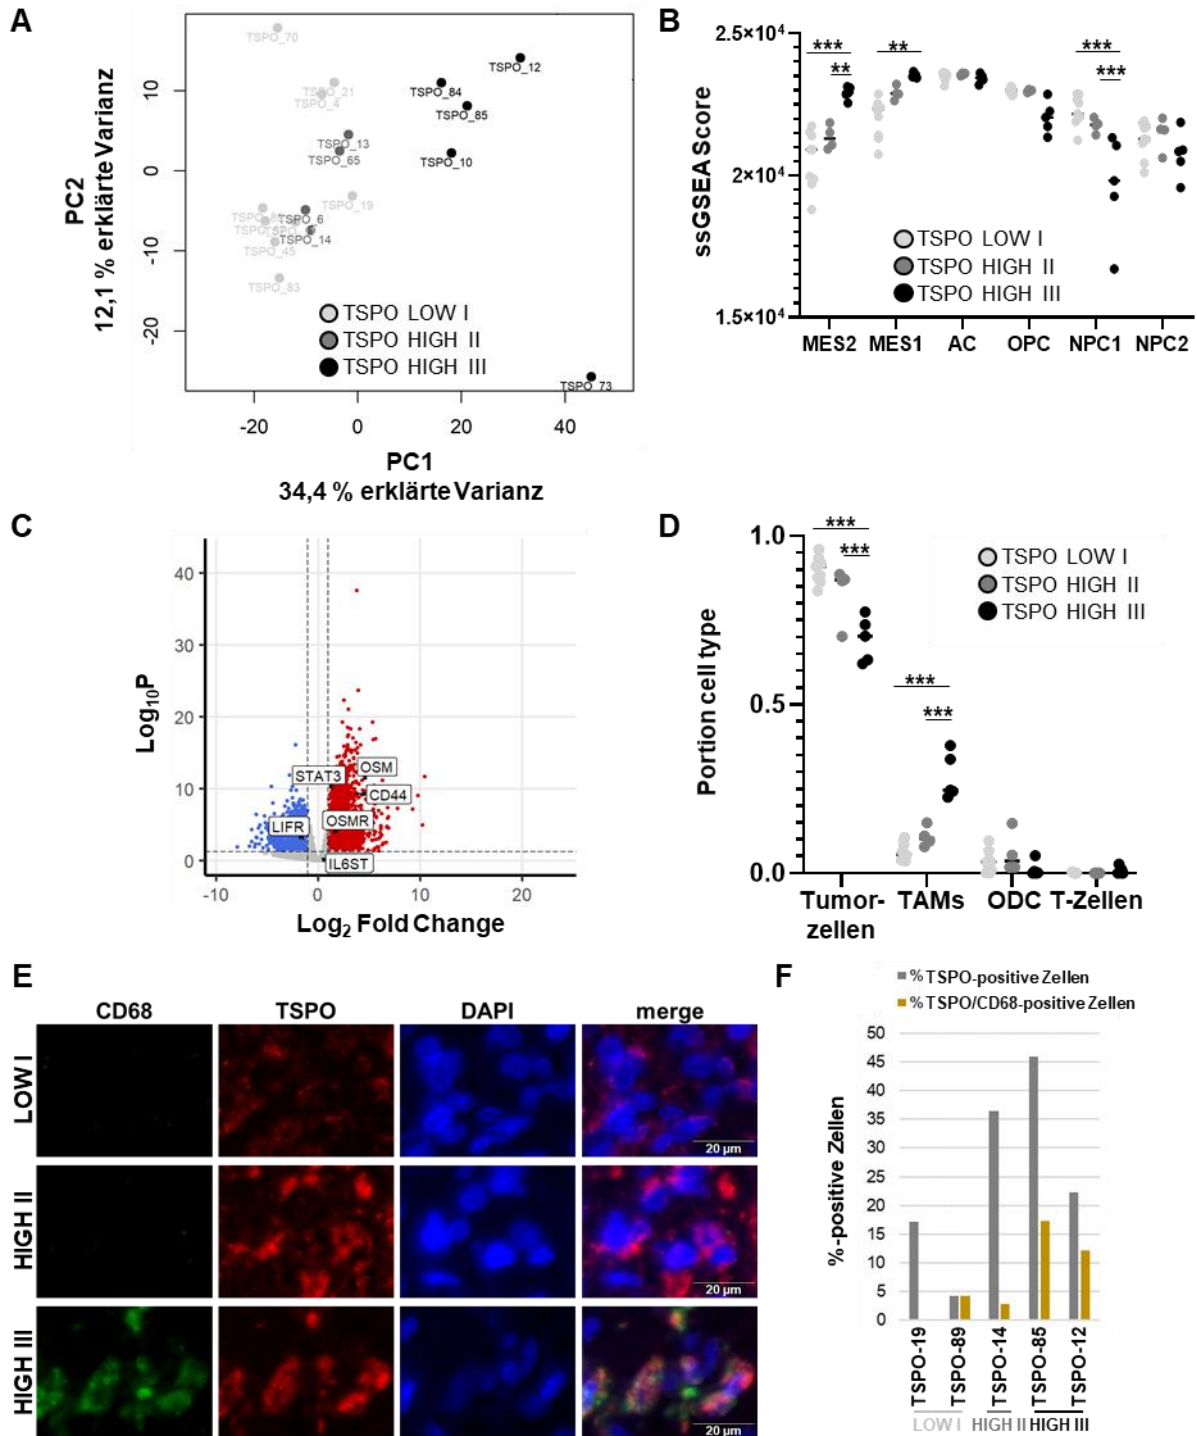 A
PC2
12,1 % erklärte Varianz
10
0
-10
-20
TSPO_70
TSPO_21
TSPO_4
TSPO_12
TSPO_84
TSPO_85
TSPO_13
TSPO_65
TSPO_10
TSPO_19
TSPO_6
TSPO_14
TSPO_45
TSPO_83
TSPO_73
TSPO LOW I
TSPO HIGH II
TSPO HIGH III
-20 0 20 40
PC1
34,4 % erklärte Varianz
B
ssGSEA Score
2.5×10⁴
2×10⁴
1.5×10⁴
*** ** ***
** ***
TSPO LOW I
TSPO HIGH II
TSPO HIGH III
MES2 MES1 AC OPC NPC1 NPC2
C
Log₁₀P
40
30
20
10
0
STAT3
OSM
CD44
LIFR
OSMR
IL6ST
-10 0 10 20
Log₂ Fold Change
D
Portion cell type
1.0
0.5
0.0
***
***
***
***
TSPO LOW I
TSPO HIGH II
TSPO HIGH III
Tumor- TAMs ODC T-Zellen
zellen
E
CD68 TSPO DAPI merge
LOW I
20 µm
HIGH II
20 µm
HIGH III
20 µm
F
% TSPO-positive Zellen
% TSPO/CD68-positive Zellen
%-positive Zellen
50
45
40
35
30
25
20
15
10
5
0
TSPO-19
TSPO-89
TSPO-14
TSPO-85
TSPO-12
LOW I HIGH II HIGH III